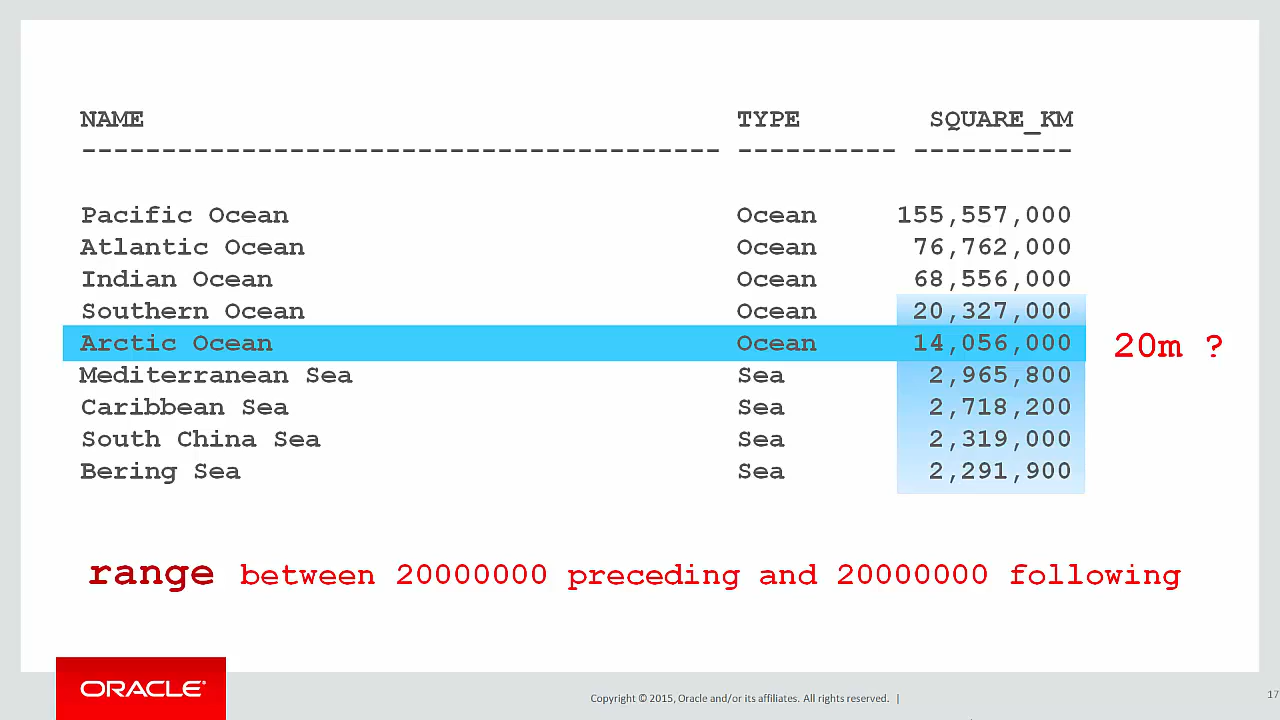 NAME TYPE SQUARE_KM
---------------------------------------- ---------- ----------
Pacific Ocean Ocean 155,557,000
Atlantic Ocean Ocean 76,762,000
Indian Ocean Ocean 68,556,000
Southern Ocean Ocean 20,327,000
Arctic Ocean Ocean 14,056,000 20m ?
Mediterranean Sea Sea 2,965,800
Caribbean Sea Sea 2,718,200
South China Sea Sea 2,319,000
Bering Sea Sea 2,291,900
range between 20000000 preceding and 20000000 following
ORACLE®
Copyright © 2015, Oracle and/or its affiliates. All rights reserved. | 17